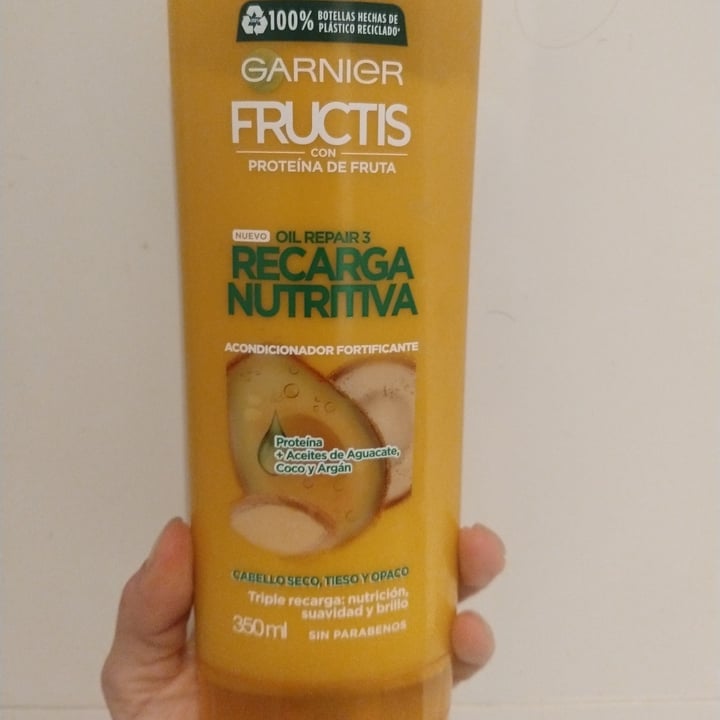 100% BOTELLAS HECHAS DE
PLÁSTICO RECICLADO*
GARNIER
FRUCTIS
CON
PROTEÍNA DE FRUTA
NUEVO OIL REPAIR 3
RECARGA
NUTRITIVA
ACONDICIONADOR FORTIFICANTE
Proteína
+ Aceites de Aguacate,
Coco y Argán
CABELLO SECO, TIESO Y OPACO
Triple recarga: nutrición,
suavidad y brillo
350ml SIN PARABENOS